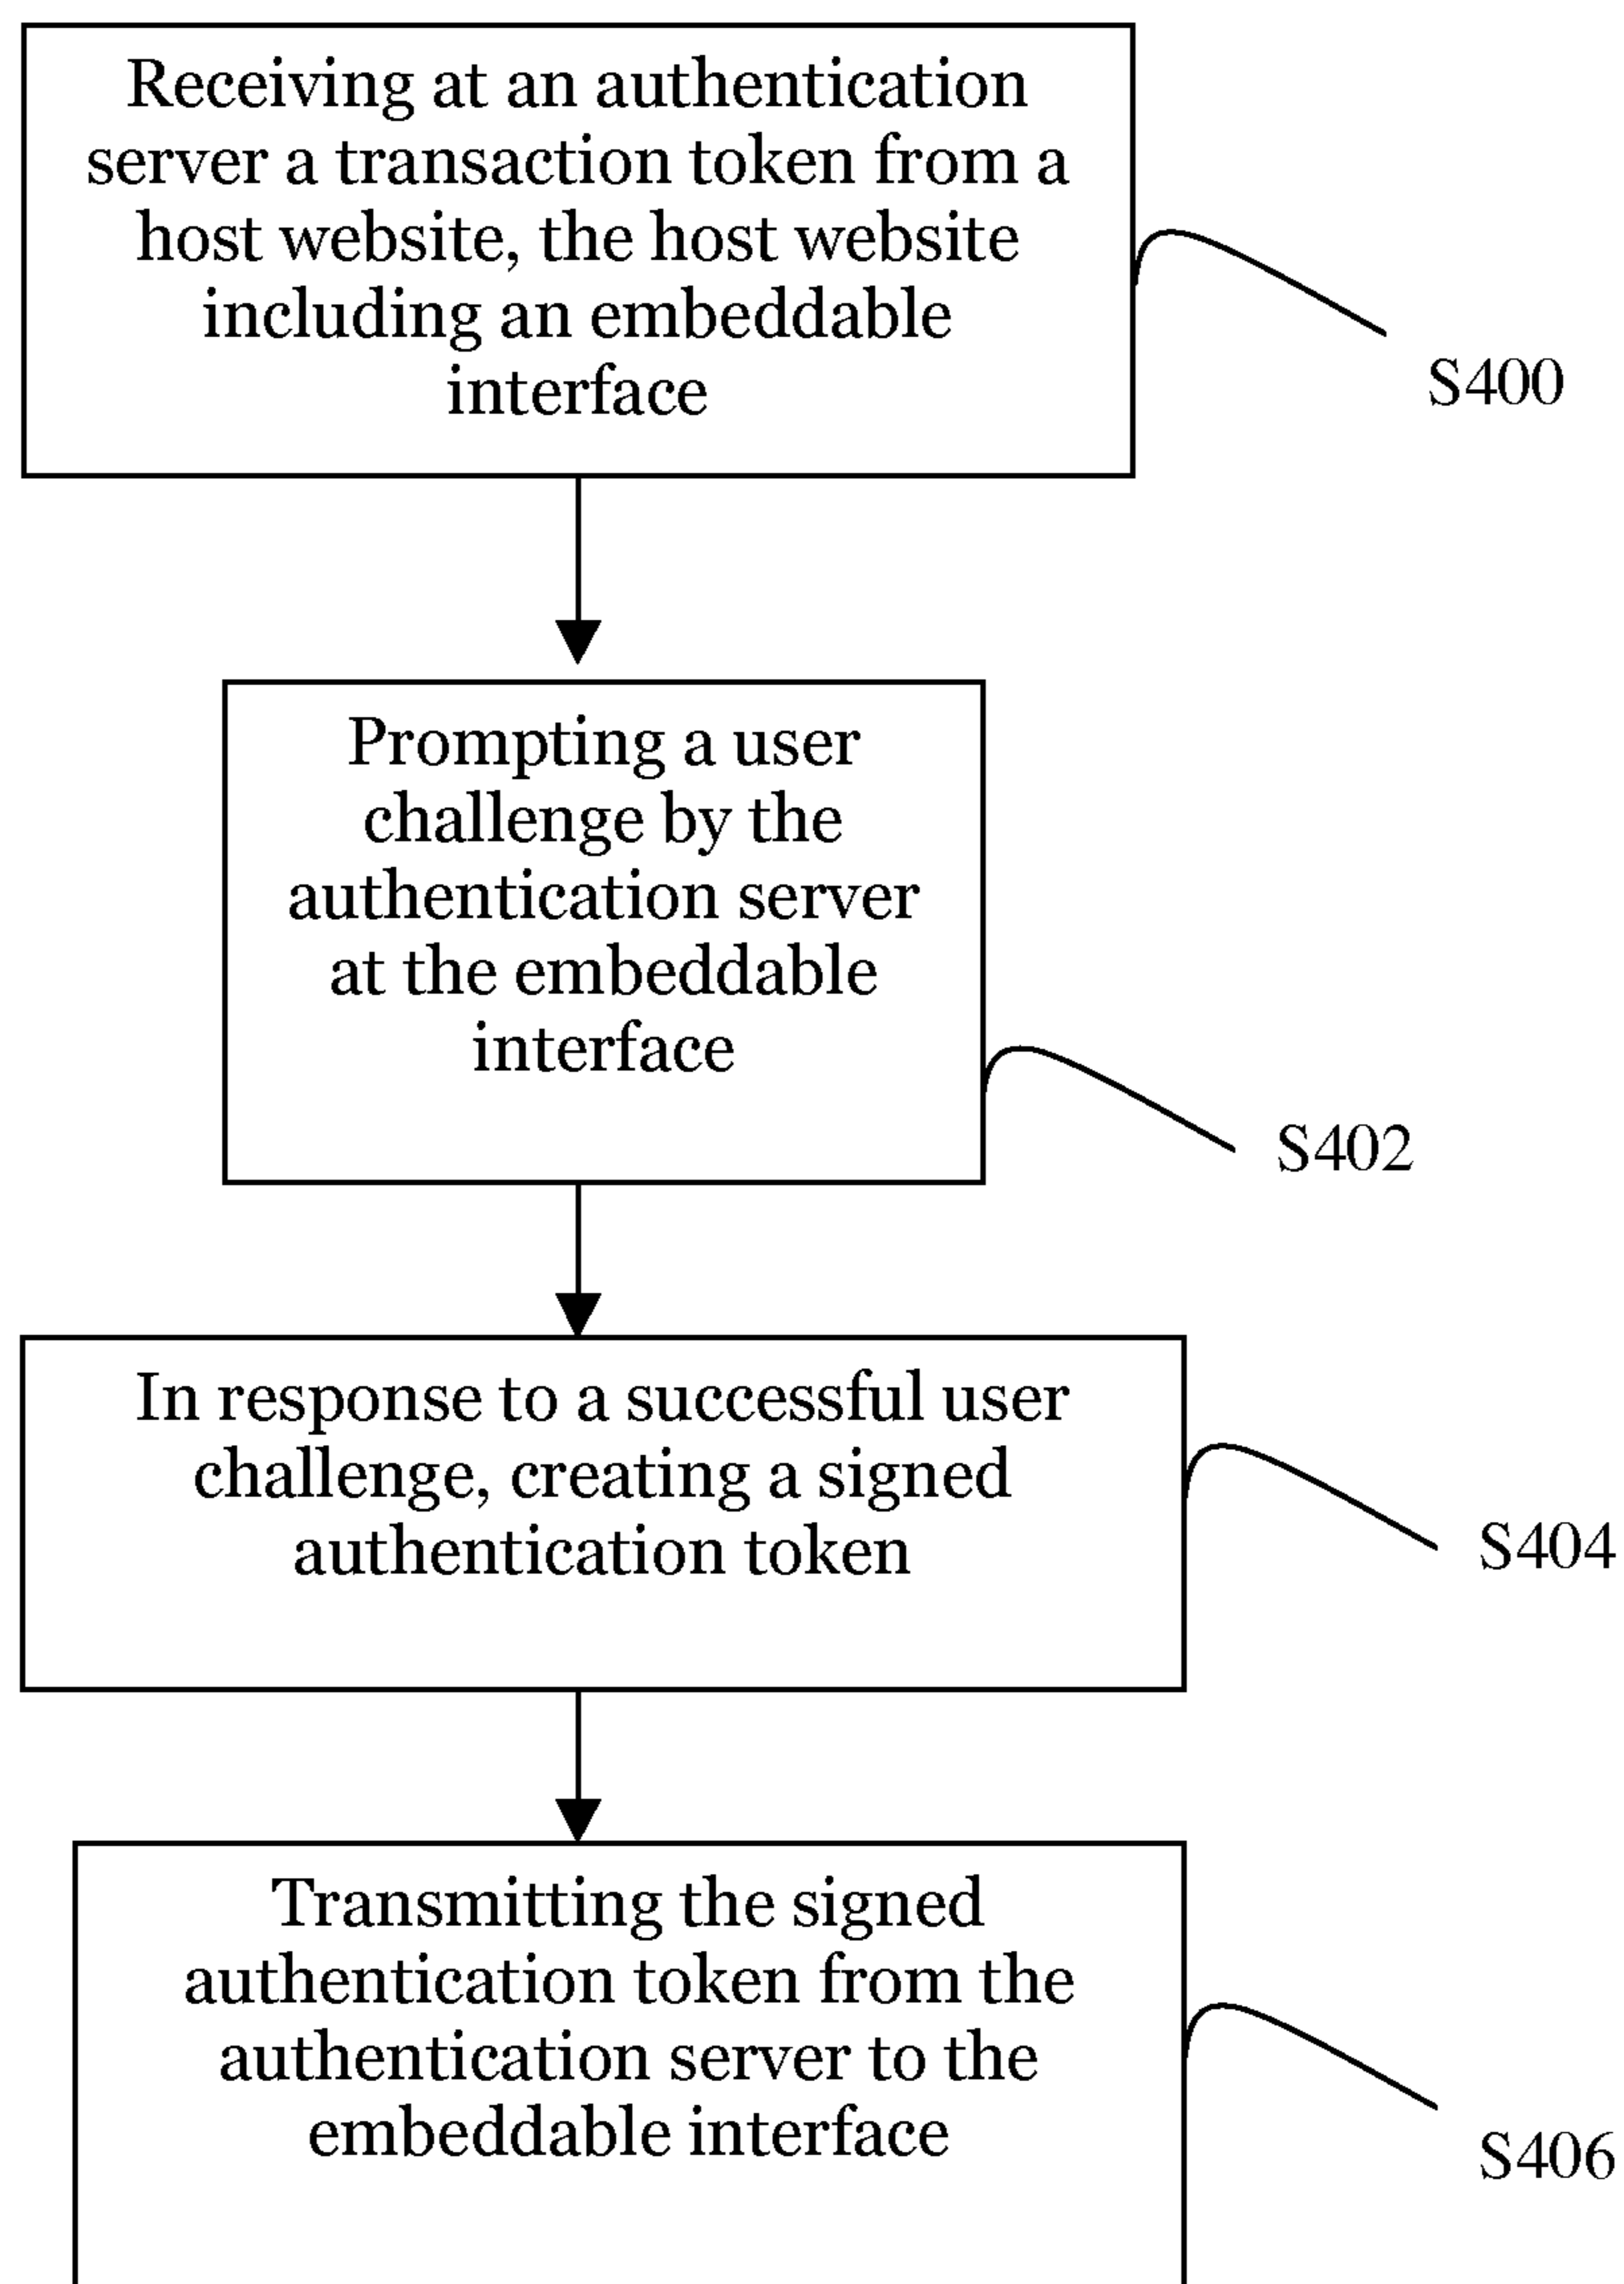 Receiving at an authentication
server a transaction token from a
host website, the host website
including an embeddable
interface
S400
Prompting a user
challenge by the
authentication server
at the embeddable
interface
S402
In response to a successful user
challenge, creating a signed
authentication token
S404
Transmitting the signed
authentication token from the
authentication server to the
embeddable interface
S406